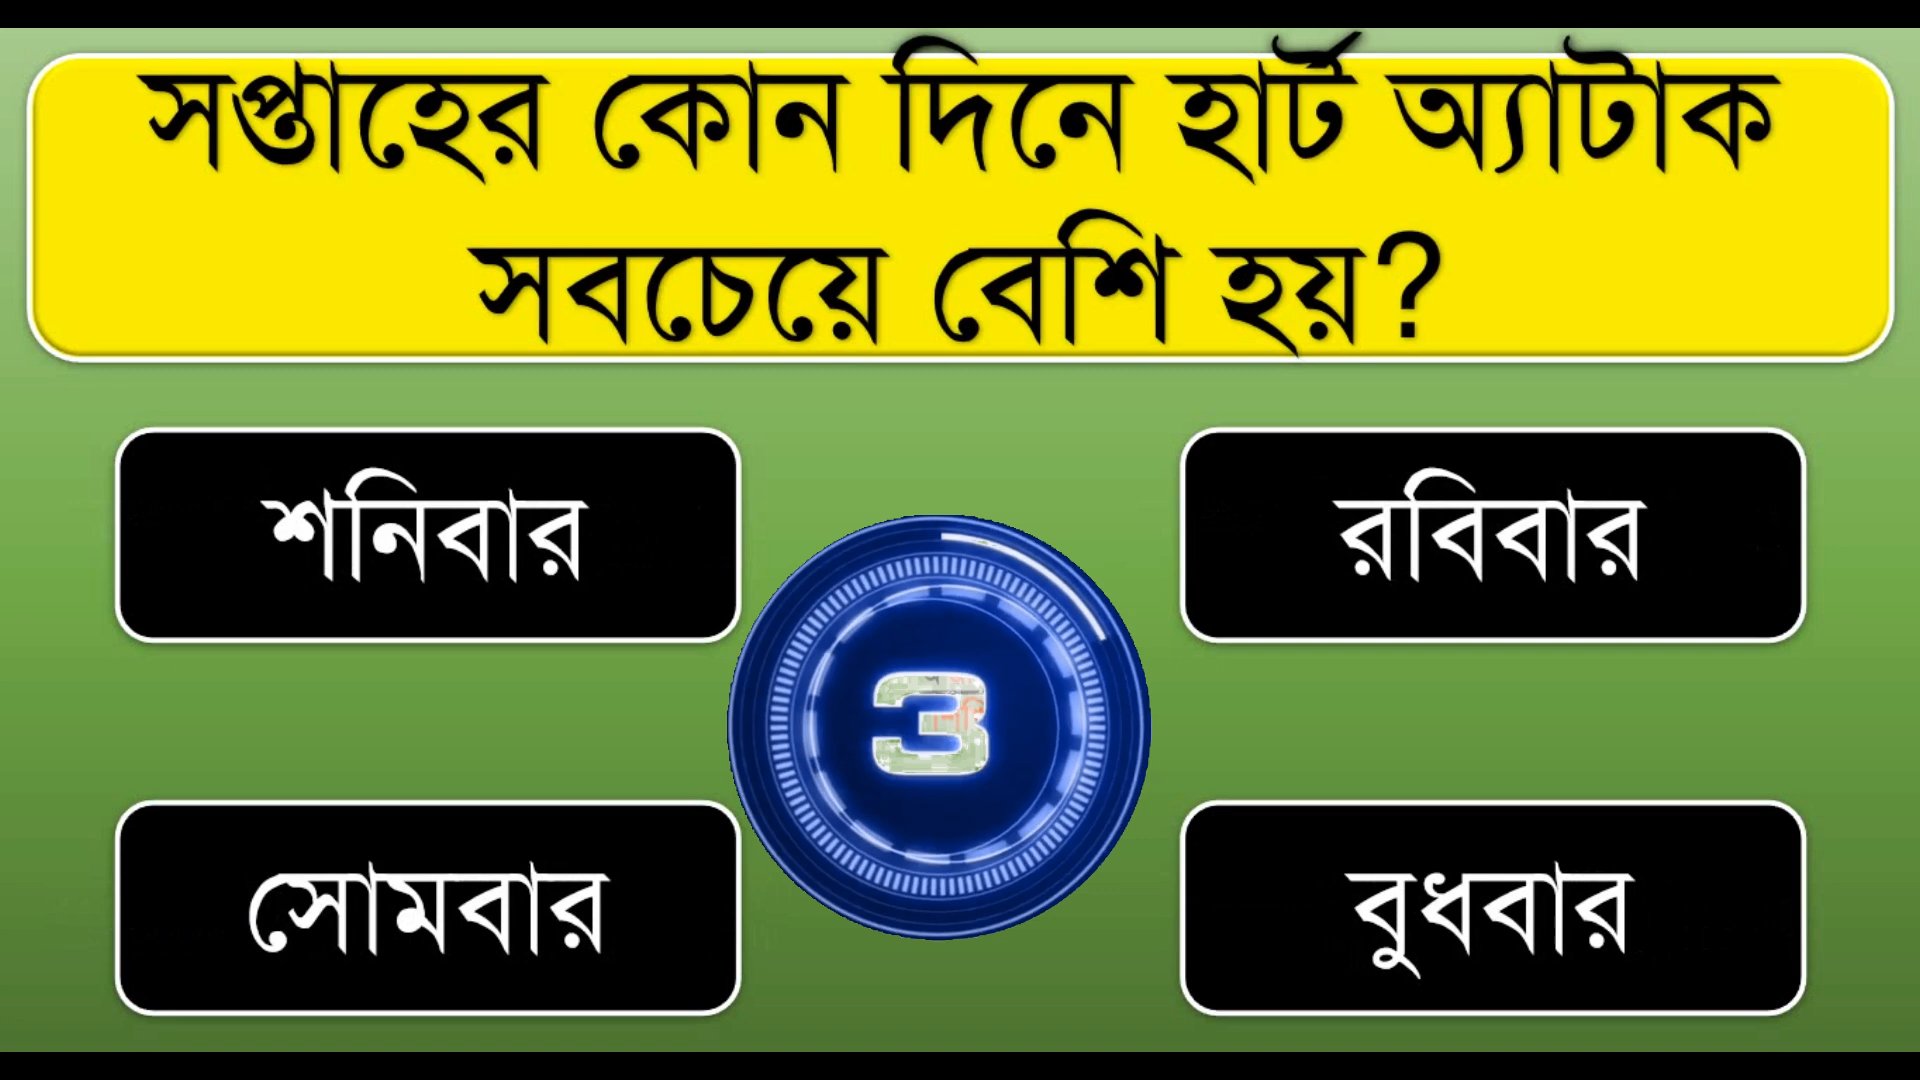 সপ্তাহের কোন দিনে হার্ট অ্যাটাক
সবচেয়ে বেশি হয়?
শনিবার
রবিবার
3
সোমবার
বুধবার